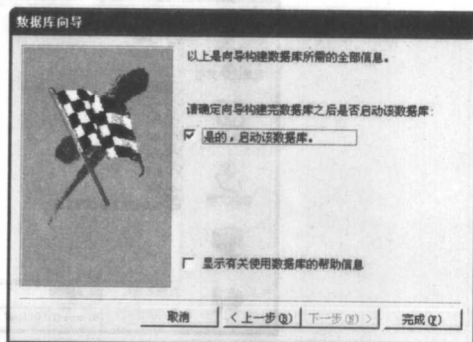 数据库向导
以上是向导构建数据库所需的全部信息。
请确定向导构建完数据库之后是否启动该数据库:
是的，启动该数据库。
显示有关使用数据库的帮助信息
取消 < 上一步(B) 下一步(N) > 完成(F)